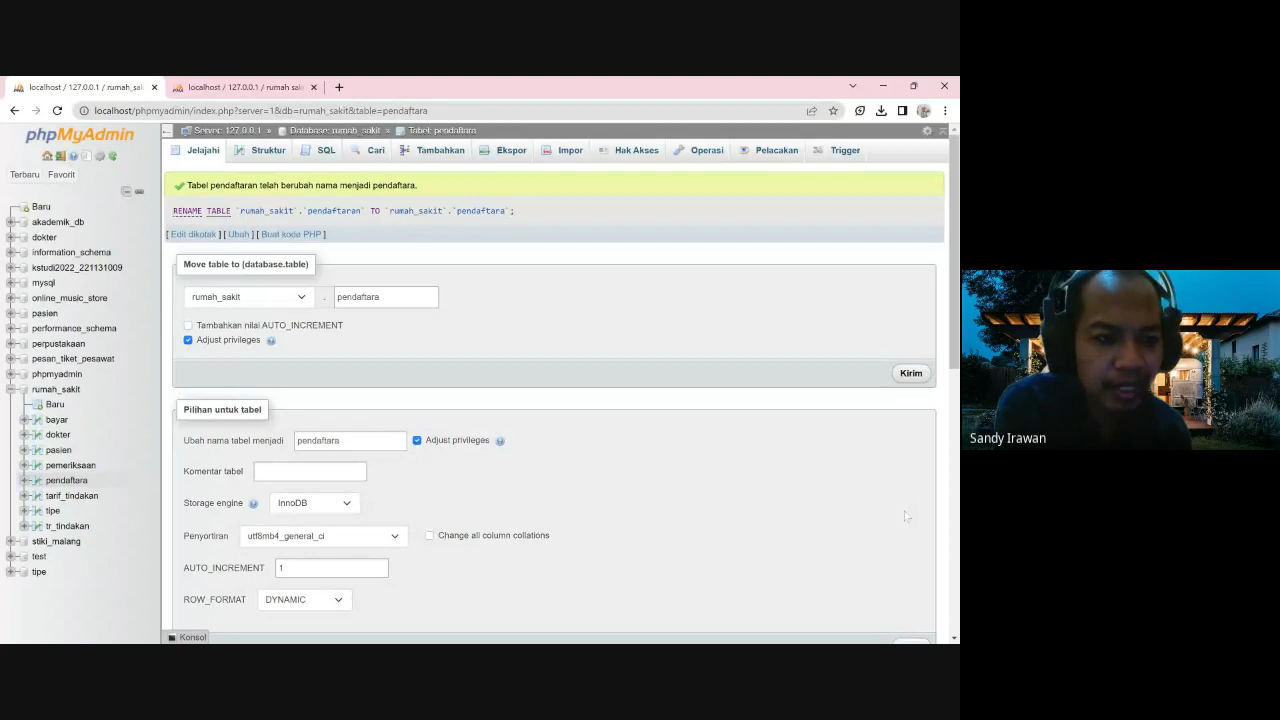 localhost / 127.0.0.1 / rumah_sak
localhost / 127.0.0.1 / rumah sak
localhost/phpmyadmin/index.php?server=1&db=rumah_sakit&table=pendaftara
phpMyAdmin
Terbaru Favorit
Baru
akademik_db
dokter
information_schema
kstudi2022_221131009
mysql
online_music_store
pasien
performance_schema
perpustakaan
pesan_tiket_pesawat
phpmyadmin
rumah_sakit
Baru
bayar
dokter
pasien
pemeriksaan
pendaftara
tarif_tindakan
tipe
tr_tindakan
stiki_malang
test
tipe
Server: 127.0.0.1 » Database: rumah_sakit » Tabel: pendaftara
Jelajahi Struktur SQL Cari Tambahkan Ekspor Impor Hak Akses Operasi Pelacakan Trigger
Tabel pendaftaran telah berubah nama menjadi pendaftara.
RENAME TABLE `rumah_sakit`.`pendaftaran` TO `rumah_sakit`.`pendaftara`;
[ Edit dikotak ] [ Ubah ] [ Buat kode PHP ]
Move table to (database.table)
rumah_sakit . pendaftara
Tambahkan nilai AUTO_INCREMENT
Adjust privileges
Kirim
Pilihan untuk tabel
Ubah nama tabel menjadi pendaftara Adjust privileges
Komentar tabel
Storage engine InnoDB
Penyortiran utf8mb4_general_ci Change all column collations
AUTO_INCREMENT 1
ROW_FORMAT DYNAMIC
Konsol
Sandy Irawan